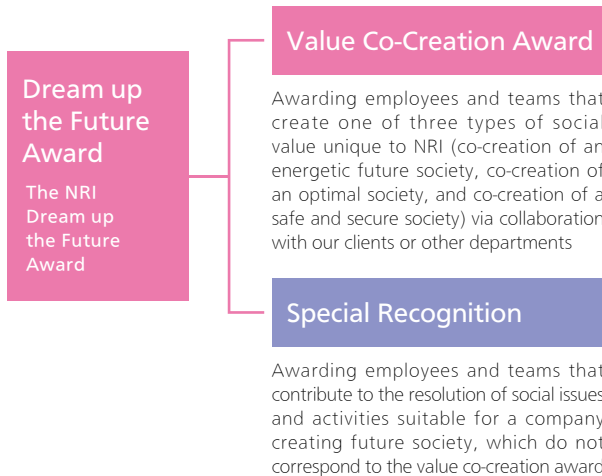 Dream up
the Future
Award
The NRI
Dream up
the Future
Award
Value Co-Creation Award
Awarding employees and teams that
create one of three types of social
value unique to NRI (co-creation of an
energetic future society, co-creation of
an optimal society, and co-creation of a
safe and secure society) via collaboration
with our clients or other departments
Special Recognition
Awarding employees and teams that
contribute to the resolution of social issues
and activities suitable for a company
creating future society, which do not
correspond to the value co-creation award